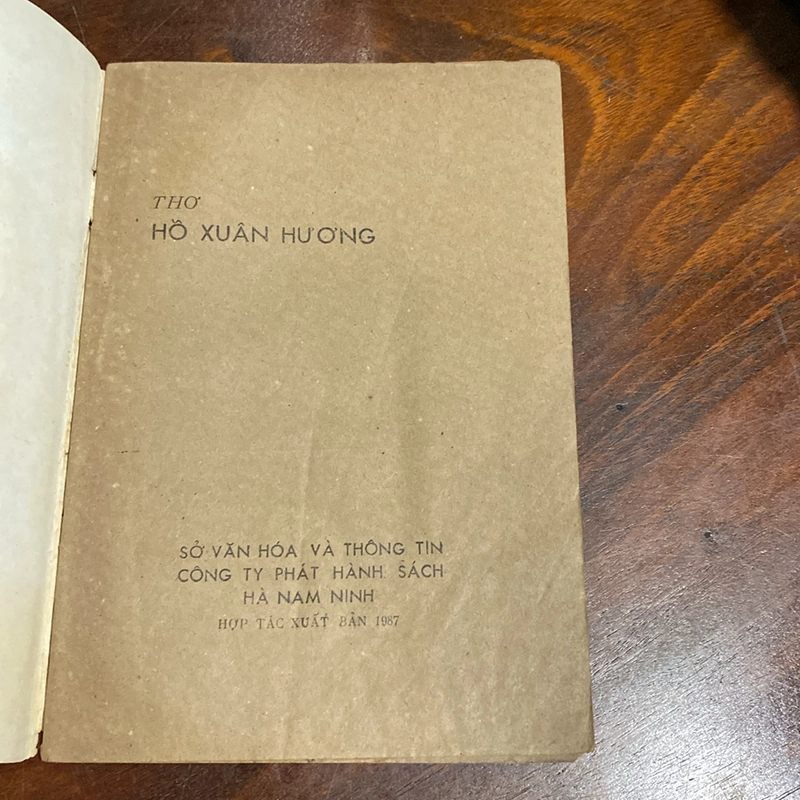 THƠ
HỒ XUÂN HƯƠNG
SỞ VĂN HÓA VÀ THÔNG TIN
CÔNG TY PHÁT HÀNH SÁCH
HÀ NAM NINH
HỢP TÁC XUẤT BẢN 1987